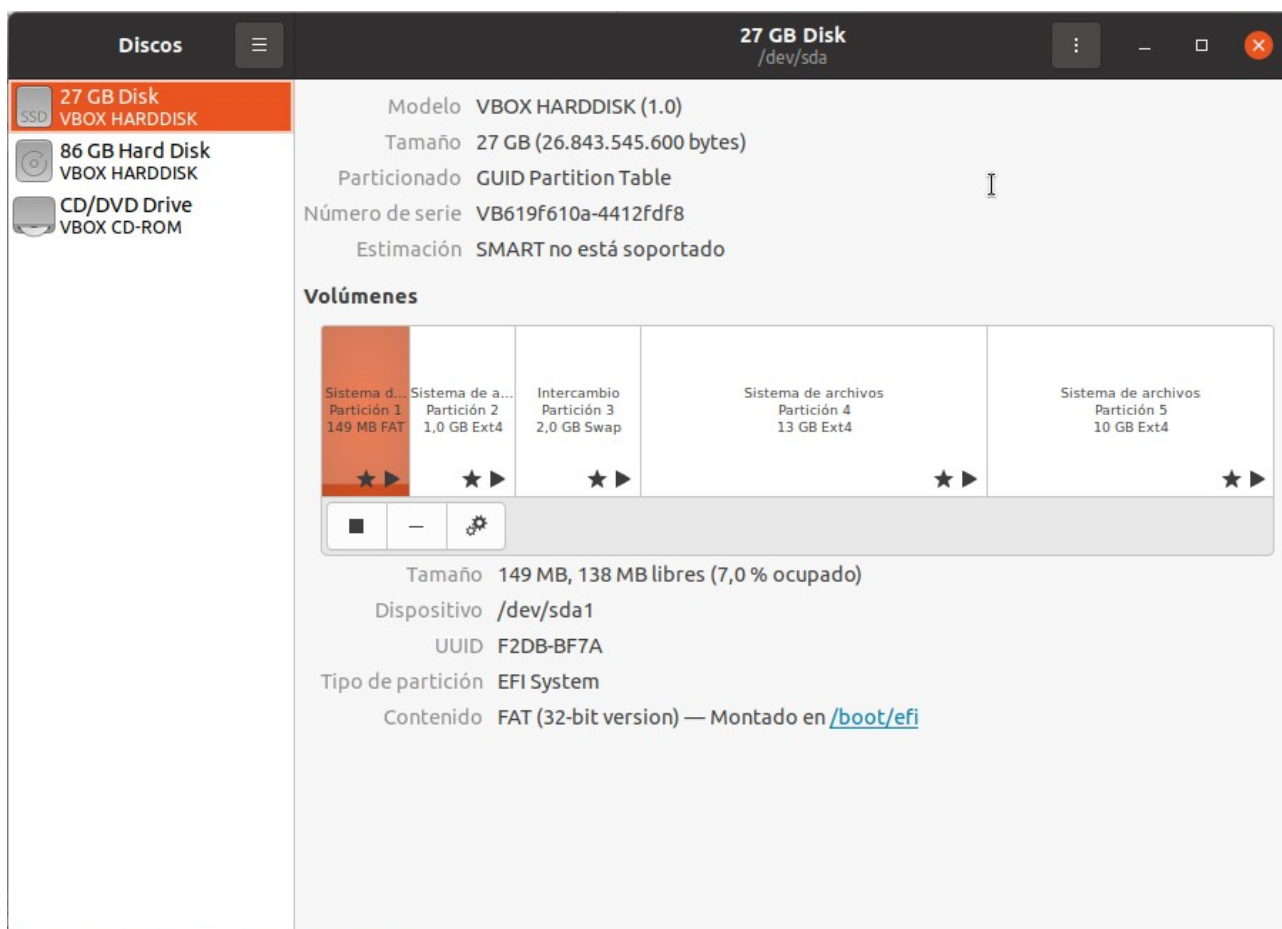 Discos
27 GB Disk
/dev/sda
SSD
27 GB Disk
VBOX HARDDISK
86 GB Hard Disk
VBOX HARDDISK
CD/DVD Drive
VBOX CD-ROM
Modelo VBOX HARDDISK (1.0)
Tamaño 27 GB (26.843.545.600 bytes)
Particionado GUID Partition Table
Número de serie VB619f610a-4412fdf8
Estimación SMART no está soportado
Volúmenes
Sistema d...
Partición 1
149 MB FAT
Sistema de a...
Partición 2
1,0 GB Ext4
Intercambio
Partición 3
2,0 GB Swap
Sistema de archivos
Partición 4
13 GB Ext4
Sistema de archivos
Partición 5
10 GB Ext4
Tamaño 149 MB, 138 MB libres (7,0 % ocupado)
Dispositivo /dev/sda1
UUID F2DB-BF7A
Tipo de partición EFI System
Contenido FAT (32-bit version) — Montado en /boot/efi